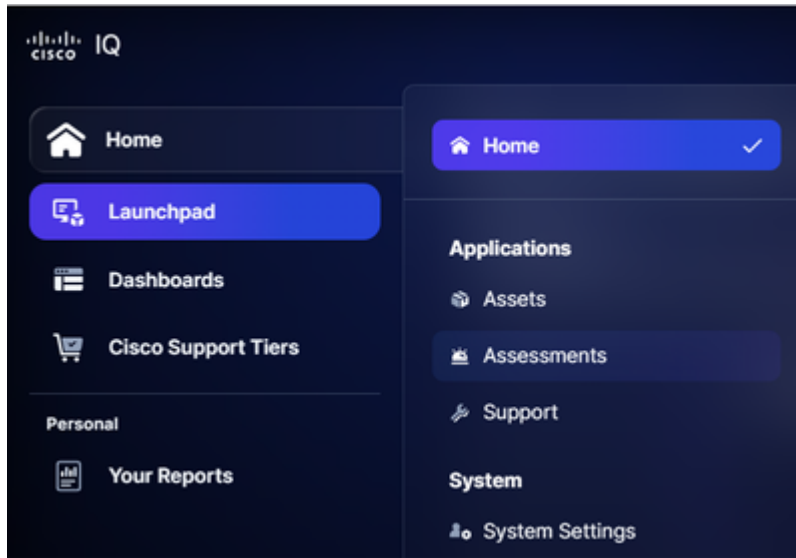 cisco IQ
Home
Launchpad
Dashboards
Cisco Support Tiers
Personal
Your Reports
Home
Applications
Assets
Assessments
Support
System
System Settings